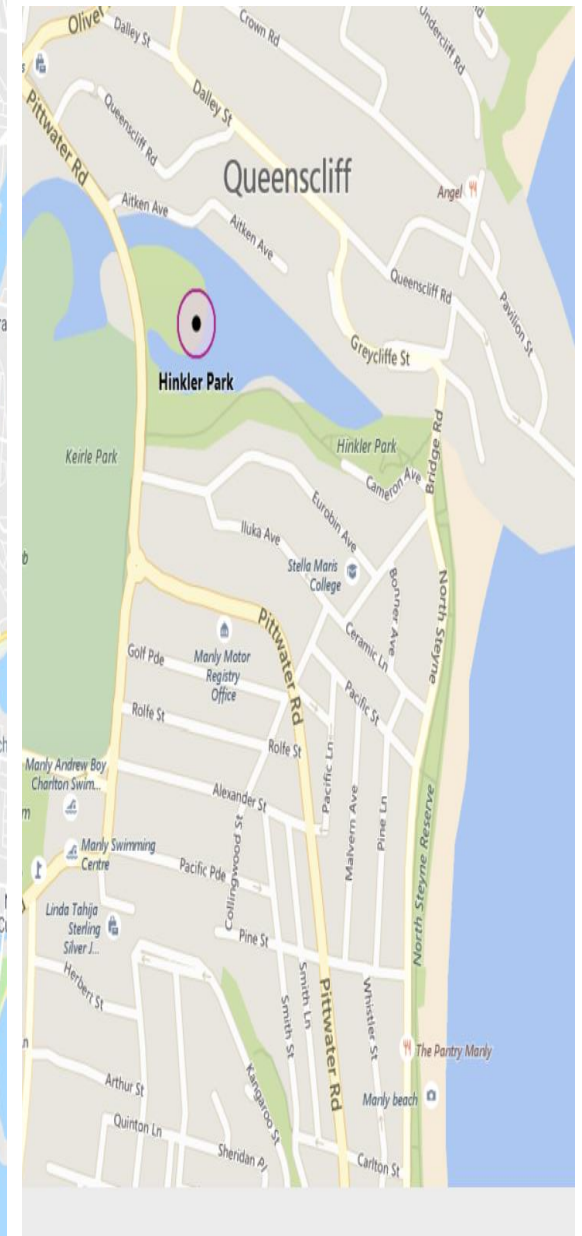 Olive
Dalley St
Crown Rd
Undercliff Rd
Pittwater Rd
Queenscliff Rd
Dalley St
Queenscliff
Angel
Aitken Ave
Aitken Ave
Queenscliff Rd
Pavilion St
Greycliffe St
Hinkler Park
Keirle Park
Hinkler Park
Cameron Ave
Bridge Rd
Eurobin Ave
Iluka Ave
Stella Maris
College
Bonner Ave
North Steyne
Pittwater Rd
Ceramic Ln
Manly Motor
Registry
Office
Golf Pde
Pacific St
Rolfe St
Rolfe St
Pacific Ln
Malvern Ave
Pine Ln
Manly Andrew Boy
Charlton Swim...
Alexander St
North Steyne Reserve
Manly Swimming
Centre
Pacific Pde
Collingwood St
Linda Tahija
Sterling
Silver J...
Pine St
Herbert St
Smith Ln
Smith St
Pittwater Rd
Whistler St
The Pantry Manly
Kangaroo St
Arthur St
Manly beach
Quinton Ln
Sheridan Pl
Carlton St